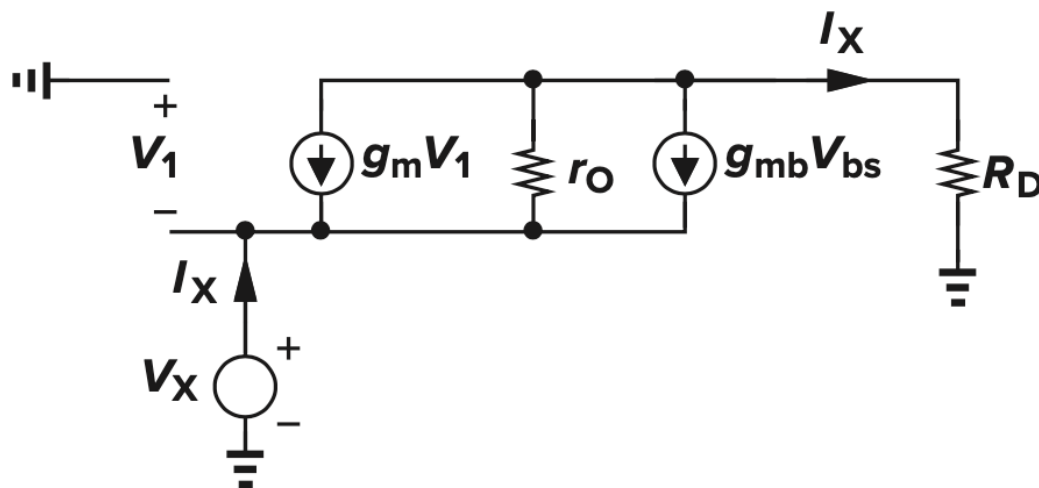 I_X
+
V_1
−
g_mV_1
r_O
g_mbV_bs
R_D
I_X
+
V_X
−